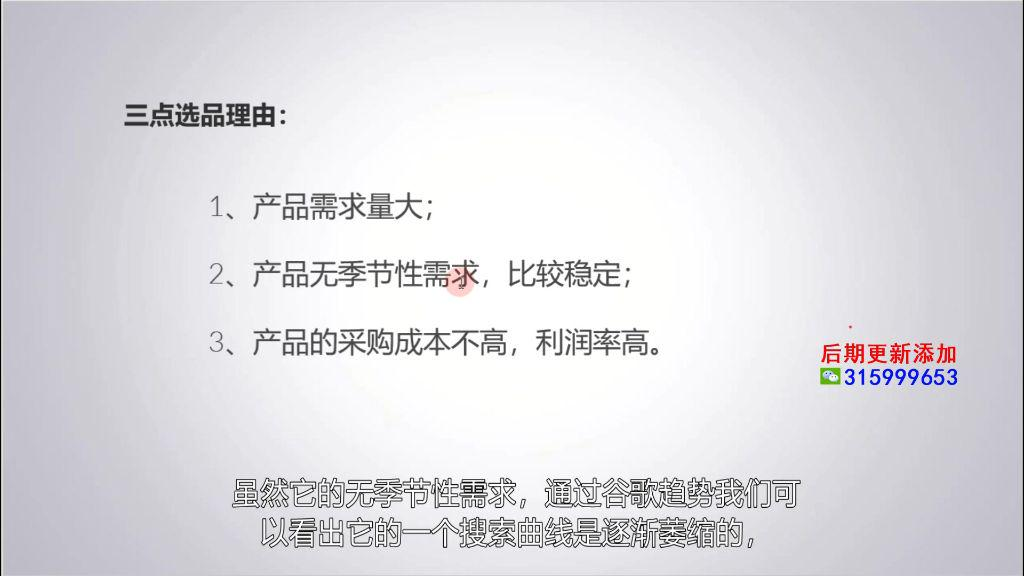 三点选品理由：
1、产品需求量大；
2、产品无季节性需求，比较稳定；
3、产品的采购成本不高，利润率高。
后期更新添加
315999653
虽然它的无季节性需求，通过谷歌趋势我们可
以看出它的一个搜索曲线是逐渐萎缩的，